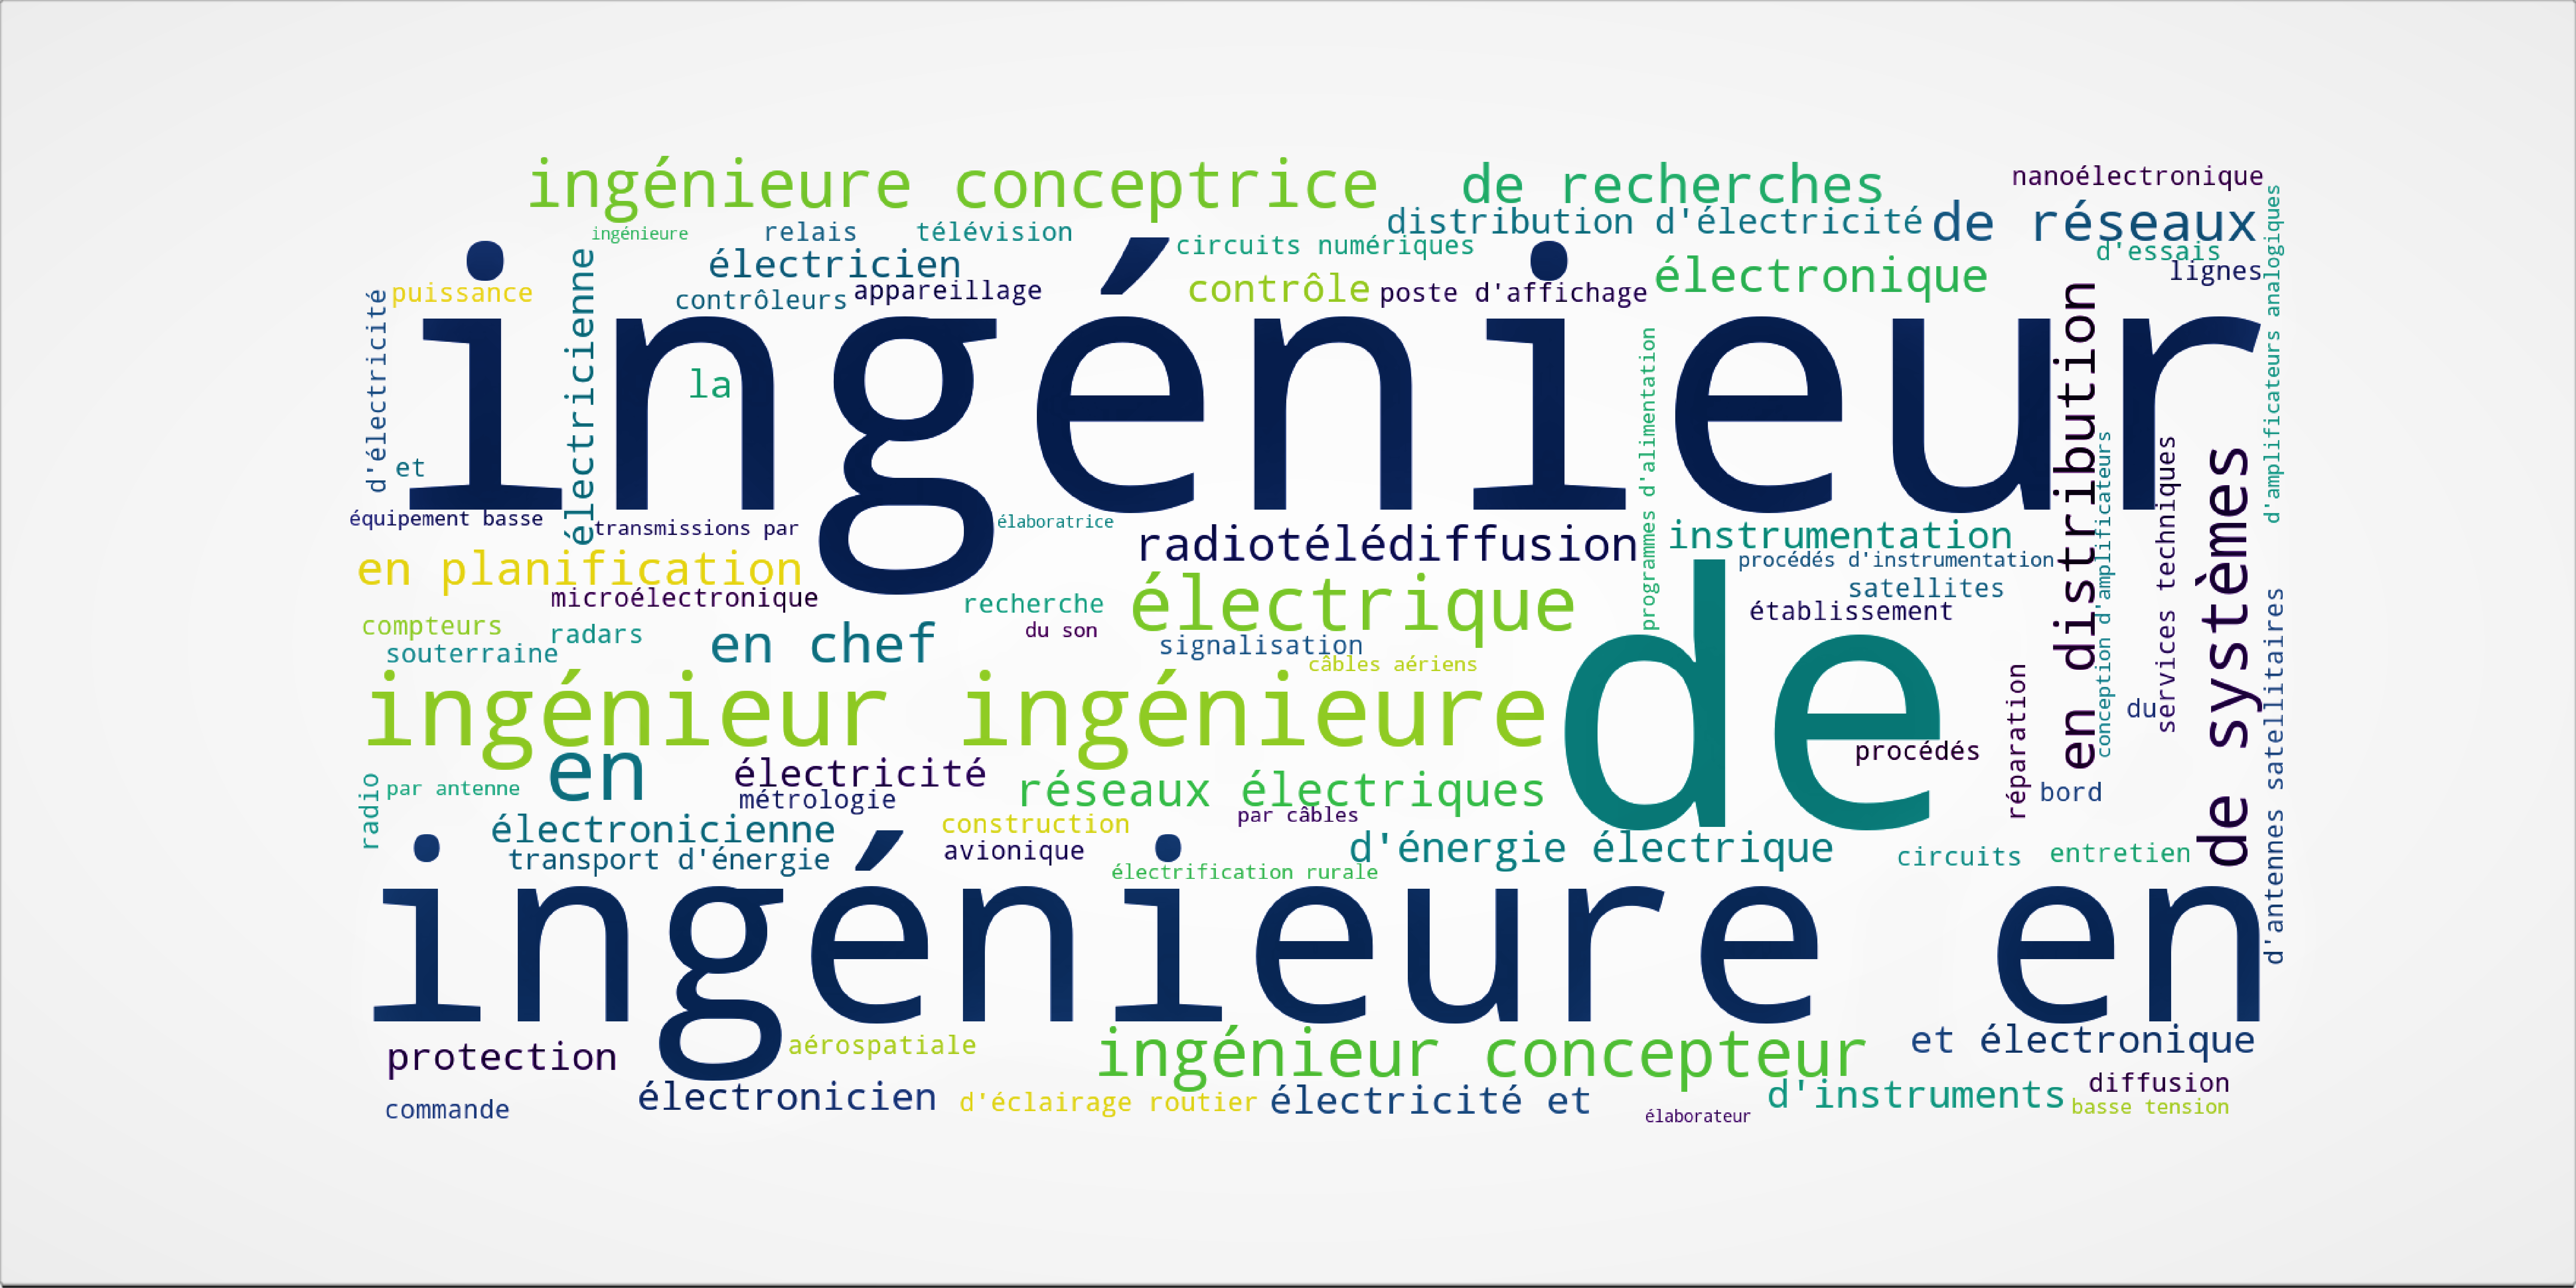 ingénieure conceptrice
de recherches
nanoélectronique
distribution d'électricité
de réseaux
ingénieure
relais
télévision
circuits numériques
d'essais
électricien
électronique
lignes
puissance
contrôleurs
appareillage
contrôle
poste d'affichage
d'amplificateurs analogiques
d'électricité
électricienne
ingénieur
la
programmes d'alimentation
en distribution
et
équipement basse
transmissions par
élaboratrice
radiotélédiffusion
instrumentation
conception d'amplificateurs
services techniques
de systèmes
en planification
procédés d'instrumentation
microélectronique
recherche
électrique
satellites
établissement
compteurs
radars
du son
souterraine
en chef
signalisation
câbles aériens
de
d'antennes satellitaires
ingénieur ingénieure
réparation
du
procédés
radio
par antenne
en
électricité
métrologie
réseaux électriques
bord
électronicienne
construction
par câbles
transport d'énergie
avionique
d'énergie électrique
circuits
entretien
électrification rurale
ingénieure en
protection
aérospatiale
ingénieur concepteur
et électronique
commande
électronicien
d'éclairage routier
électricité et
élaborateur
d'instruments
diffusion
basse tension